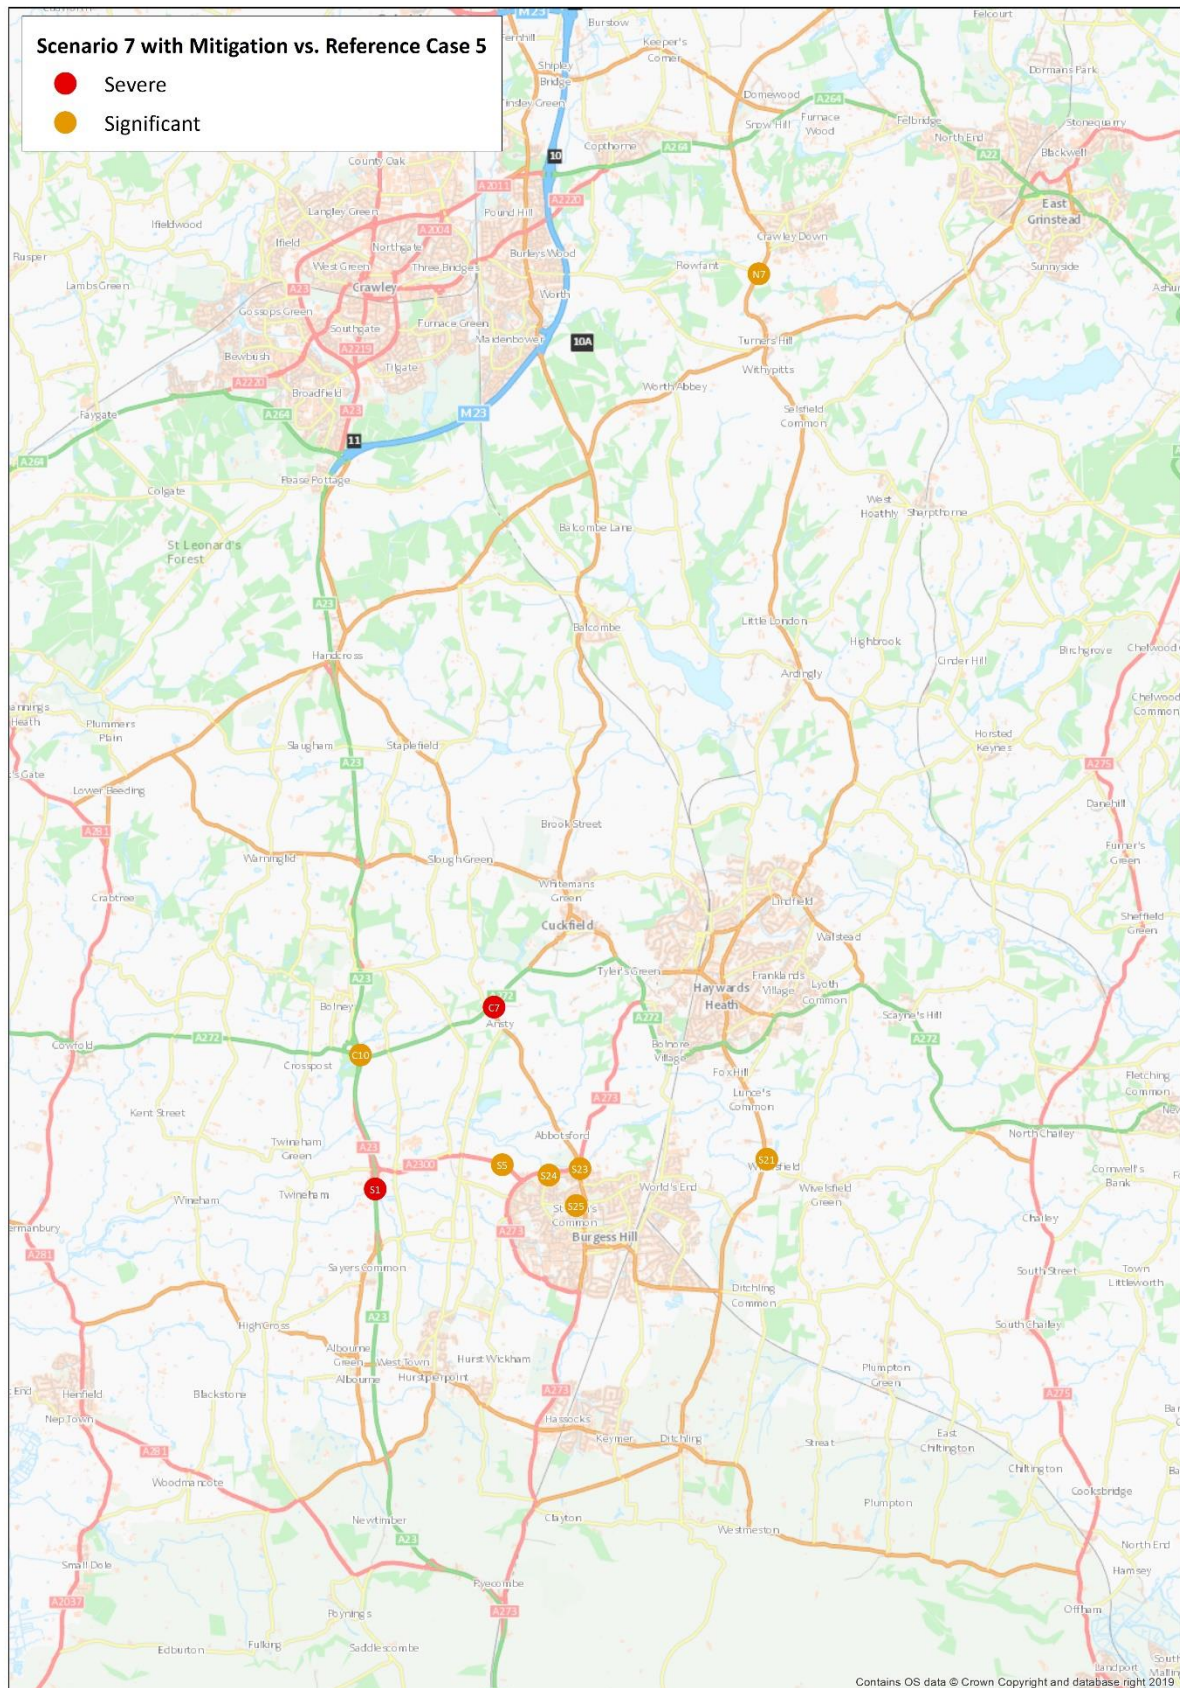 Scenario 7 with Mitigation vs. Reference Case 5
Severe
Significant
M23
Burstow
Felcourt
Keeper's
Corner
Fernhill
Shipley
Bridge
Dormans Park
Domewood
Furnace
Wood
Snow Hill
A264
Felbridge
North End
Stonequarry
Tinsley Green
Copthorne
A264
A22
Blackwell
County Oak
10
A2011
A2220
Langley Green
Pound Hill
East
Grinstead
Ifieldwood
A2004
Ifield
Northgate
Burleys Wood
Crawley Down
Rusper
West Green
Three Bridges
Rowfant
Sunnyside
N7
Lambs Green
A23
Crawley
Worth
Gossops Green
Southgate
Furnace Green
Maidenbower
10A
Turners Hill
Bewbush
A2219
Tilgate
Withypitts
A2220
Broadfield
Worth Abbey
Faygate
A264
A23
M23
Selsfield
Common
11
A264
Pease Pottage
Colgate
West
Hoathly
Sharpthorne
Balcombe Lane
St Leonard's
Forest
A23
Balcombe
Little London
Highbrook
Birchgrove
Handcross
Cinder Hill
Ardingly
Plummers
Plain
Slaugham
Staplefield
Horsted
Keynes
A23
A275
Lower Beeding
Danehill
A281
Brook Street
Warninglid
Slough Green
Whitemans
Green
Crabtree
Lindfield
Cuckfield
Sheffield
Green
Walstead
A23
Tyler's Green
Franklands
Village
Lyoth
Common
Haywards
Heath
A272
C7
Bolney
Ansty
Scayne's Hill
A272
Cowfold
A272
C10
Crosspost
Bolnore
Village
A272
Fox Hill
Fletching
Common
Lunce's
Common
A273
Kent Street
Abbotsford
North Chailey
Twineham
Green
A23
A2300
S5
S24
S23
S21
Cornwell's
Bank
S1
World's End
Wivelsfield
Green
Wineham
Twineham
S25
Common
Chailey
A273
Burgess Hill
A281
Sayers Common
South Street
Town
Littleworth
Ditchling
Common
A23
High Cross
South Chailey
Albourne
Green
West Town
Hurst Wickham
Plumpton
Green
Henfield
Blackstone
Albourne
Hurstpierpoint
A273
A275
Nep Town
Hassocks
Keymer
Ditchling
Streat
East
Chiltington
A281
Chiltington
Woodmancote
Cooksbridge
Plumpton
Newtimber
Clayton
Westmeston
A23
North End
Small Dole
Hamsey
Pyecombe
A2037
Poynings
A273
Offham
Edburton
Fulking
Saddlescombe
Landport
Contains OS data © Crown Copyright and database right 2019